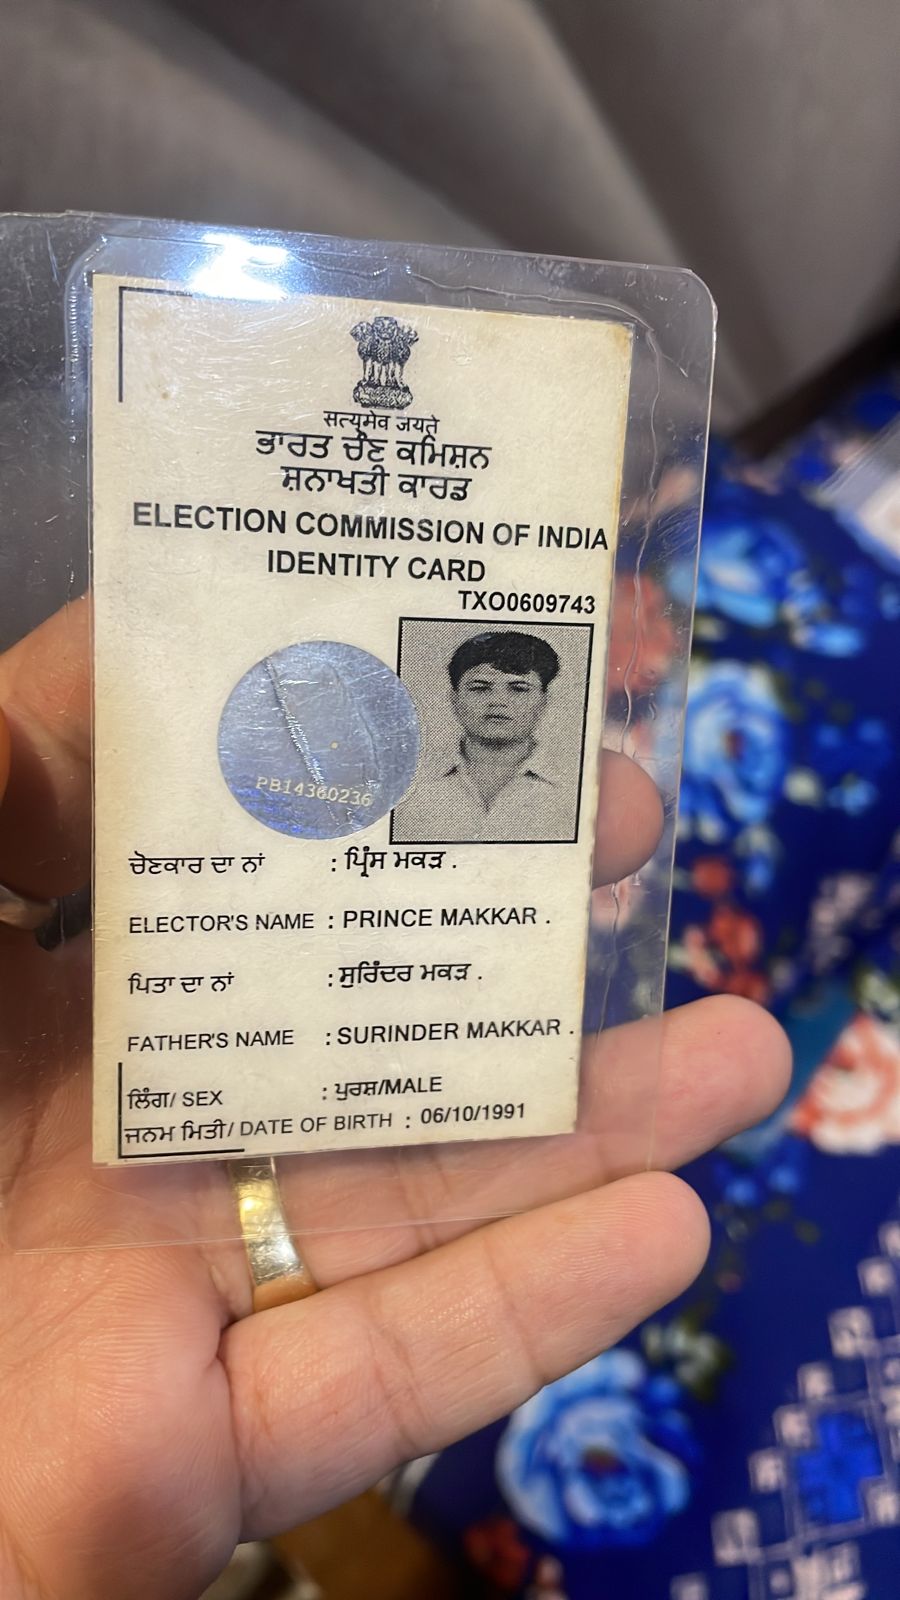 सत्यमेव जयते
ਭਾਰਤ ਚੋਣ ਕਮਿਸ਼ਨ
ਸ਼ਨਾਖਤੀ ਕਾਰਡ
ELECTION COMMISSION OF INDIA
IDENTITY CARD
TXO0609743
PB14360236
ਚੋਣਕਾਰ ਦਾ ਨਾਂ : ਪ੍ਰਿੰਸ ਮਕੜ .
ELECTOR'S NAME : PRINCE MAKKAR .
ਪਿਤਾ ਦਾ ਨਾਂ : ਸੁਰਿੰਦਰ ਮਕੜ .
FATHER'S NAME : SURINDER MAKKAR .
ਲਿੰਗ/ SEX : ਪੁਰਸ਼/MALE
ਜਨਮ ਮਿਤੀ/ DATE OF BIRTH : 06/10/1991